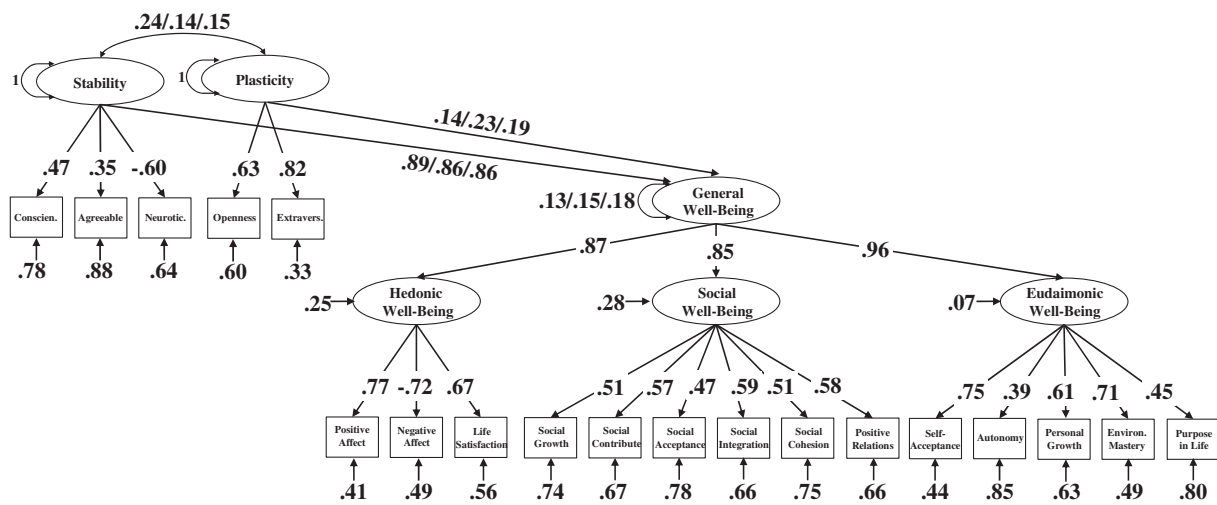 .24/.14/.15
1
Stability
1
Plasticity
.14/.23/.19
.89/.86/.86
.47 .35 -.60 .63 .82
Conscien. Agreeable Neurotic. Openness Extravers.
.78 .88 .64 .60 .33
.13/.15/.18
General
Well-Being
.87 .85 .96
.25
Hedonic
Well-Being
.28
Social
Well-Being
.07
Eudaimonic
Well-Being
.77 -.72 .67 .51 .57 .47 .59 .51 .58 .75 .39 .61 .71 .45
Positive
Affect
Negative
Affect
Life
Satisfaction
Social
Growth
Social
Contribute
Social
Acceptance
Social
Integration
Social
Cohesion
Positive
Relations
Self-
Acceptance
Autonomy
Personal
Growth
Environ.
Mastery
Purpose
in Life
.41 .49 .56 .74 .67 .78 .66 .75 .66 .44 .85 .63 .49 .80